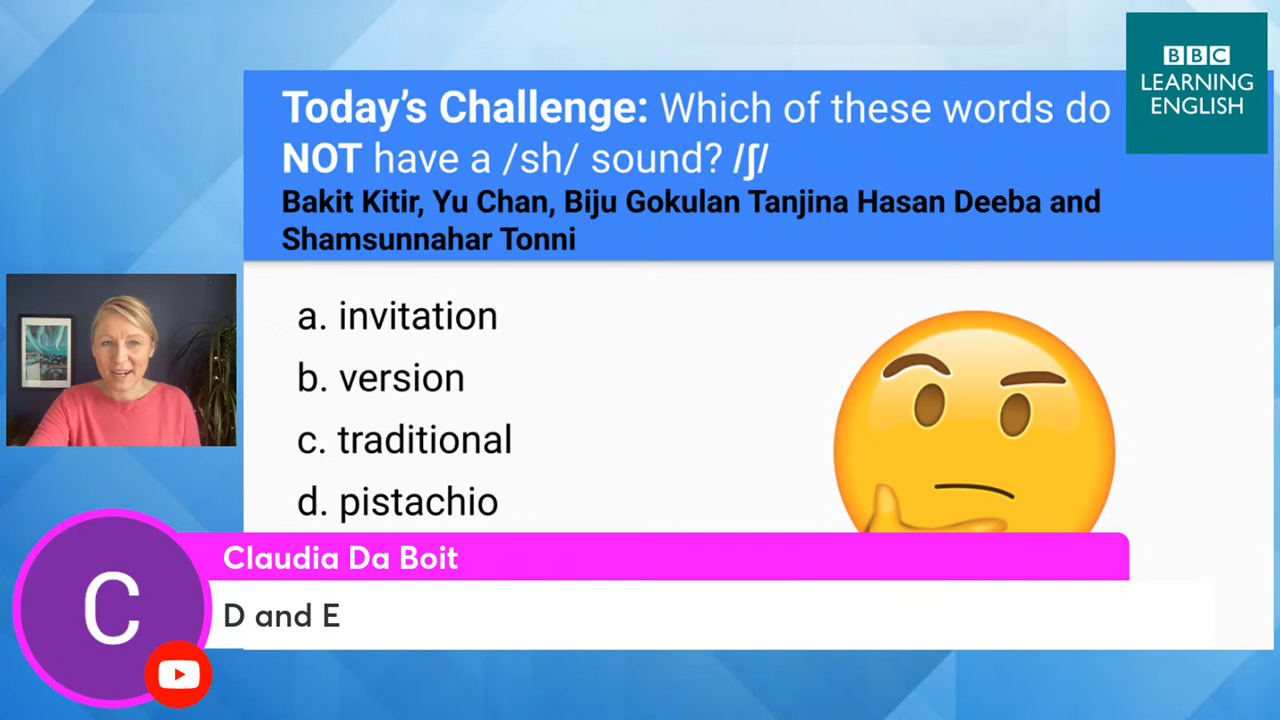 BBC
LEARNING
ENGLISH
Today’s Challenge: Which of these words do
NOT have a /sh/ sound? /ʃ/
Bakit Kitir, Yu Chan, Biju Gokulan Tanjina Hasan Deeba and
Shamsunnahar Tonni
a. invitation
b. version
c. traditional
d. pistachio
C
Claudia Da Boit
D and E